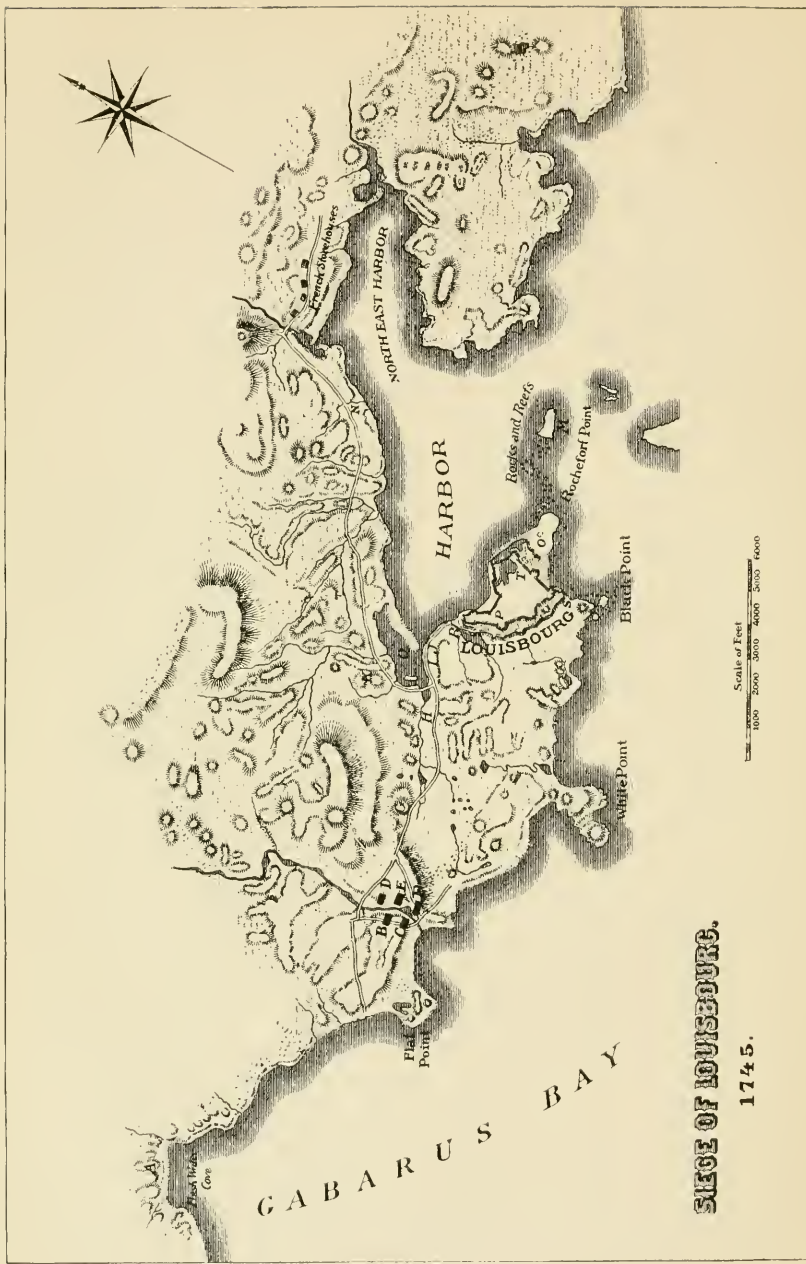 SIEGE OF LOUISBOURG.
1745.
GABARUS BAY
Cove
A
Flat
Point
B
C
D
E
G
H
I
K
L
N
White Point
Black Point
LOUISBOURG
R
P
T
S
O
HARBOR
NORTH EAST HARBOR
French Storehouses
Rocks and Reefs
M
Rochefort Point
Scale of Feet
1000 2000 3000 4000 5000 6000